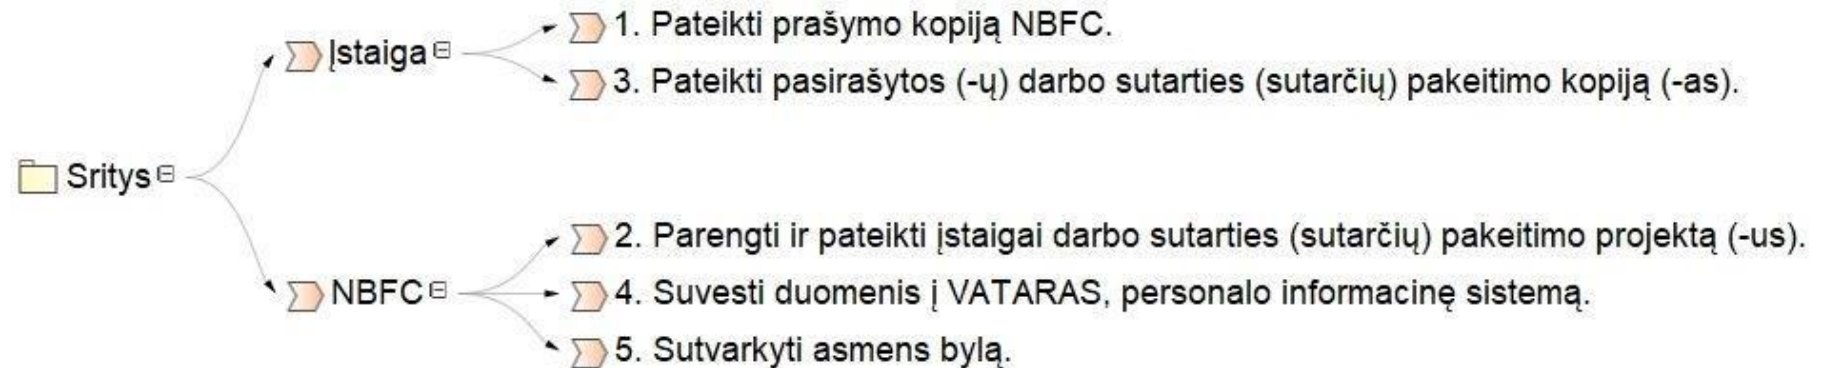 1. Pateikti prašymo kopiją NBFC.
Įstaiga
3. Pateikti pasirašytos (-ų) darbo sutarties (sutarčių) pakeitimo kopiją (-as).
Sritys
2. Parengti ir pateikti įstaigai darbo sutarties (sutarčių) pakeitimo projektą (-us).
NBFC
4. Suvesti duomenis į VATARAS, personalo informacinę sistemą.
5. Sutvarkyti asmens bylą.